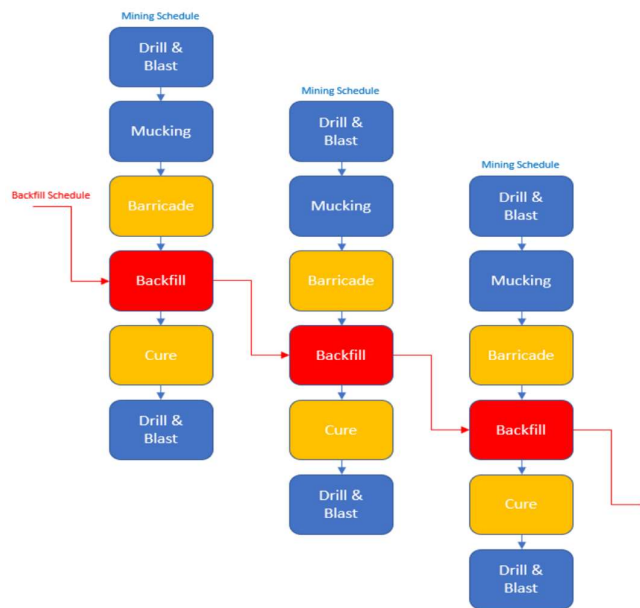 Mining Schedule
Drill &
Blast
Mucking
Barricade
Backfill
Cure
Drill &
Blast
Backfill Schedule
Mining Schedule
Drill &
Blast
Mucking
Barricade
Backfill
Cure
Drill &
Blast
Mining Schedule
Drill &
Blast
Mucking
Barricade
Backfill
Cure
Drill &
Blast